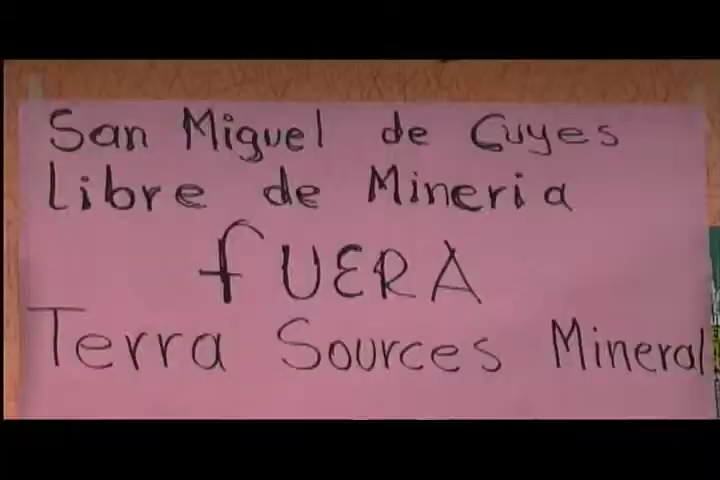 San Miguel de Cuyes
Libre de Mineria
fUERA
Terra Sources Mineral